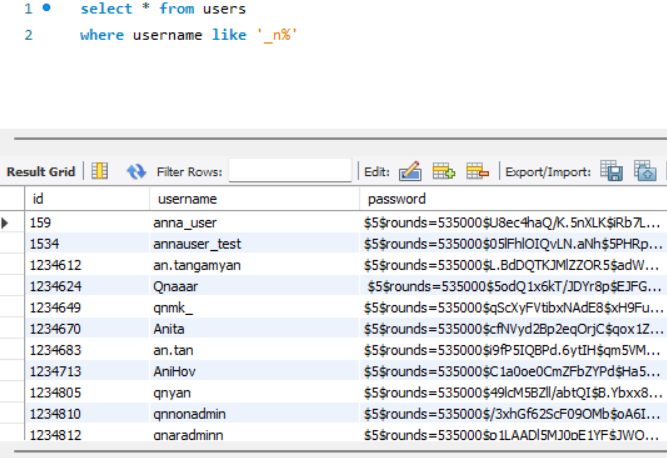 1 select * from users
2 where username like '_n%'
Result Grid Filter Rows: Edit: Export/Import:
id username password
159 anna_user $5$rounds=535000$U8ec4haQ/K.5nXLK$iRb7L...
1534 annauser_test $5$rounds=535000$05lFhlOIQvLN.aNh$5PHRp...
1234612 an.tangamyan $5$rounds=535000$L.BdDQTKJMlZZOR5$adW...
1234624 Qnaaar $5$rounds=535000$5odQ1x6kT/JDYr8p$EJFG...
1234649 qnmk_ $5$rounds=535000$qScXyFVtibxNAdE8$xH9Fu...
1234670 Anita $5$rounds=535000$cfNVyd2Bp2eqOrjC$qox1Z...
1234683 an.tan $5$rounds=535000$i9fP5IQBPd.6ytIH$qm5VM...
1234713 AniHov $5$rounds=535000$C1a0oe0CmZFbZYPd$Ha5...
1234805 qnyan $5$rounds=535000$49lcM5BZll/abtQI$B.Ybxx8...
1234810 qnnonadmin $5$rounds=535000$/3xhGf62ScF09OMb$oA6I...
1234812 qnaradminn $5$rounds=535000$p1LAADl5MJ0pE1YF$JWO...